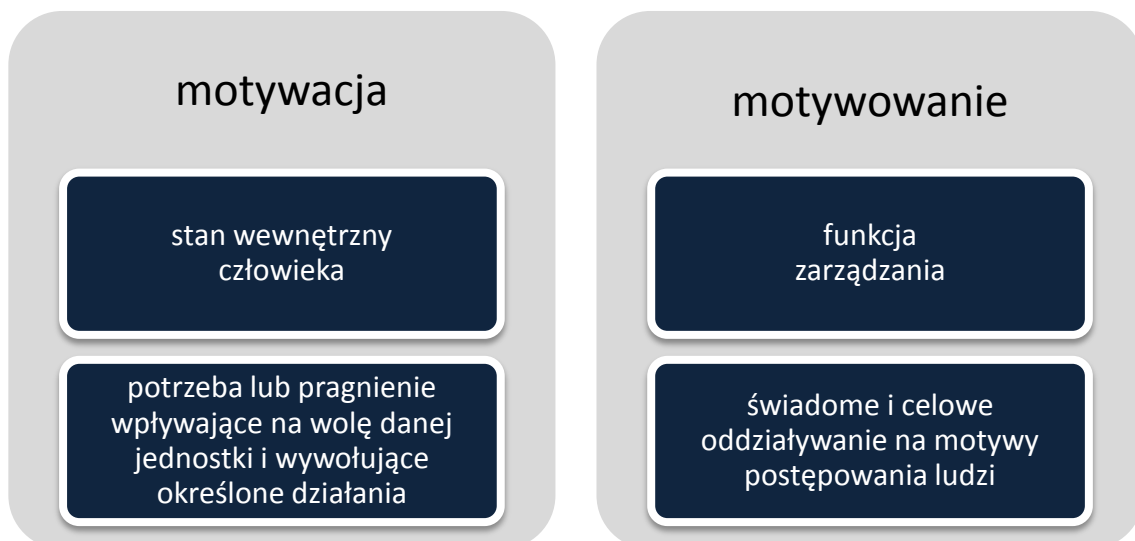 motywacja
stan wewnętrzny
człowieka
potrzeba lub pragnienie
wpływające na wolę danej
jednostki i wywołujące
określone działania
motywowanie
funkcja
zarządzania
świadome i celowe
oddziaływanie na motywy
postępowania ludzi